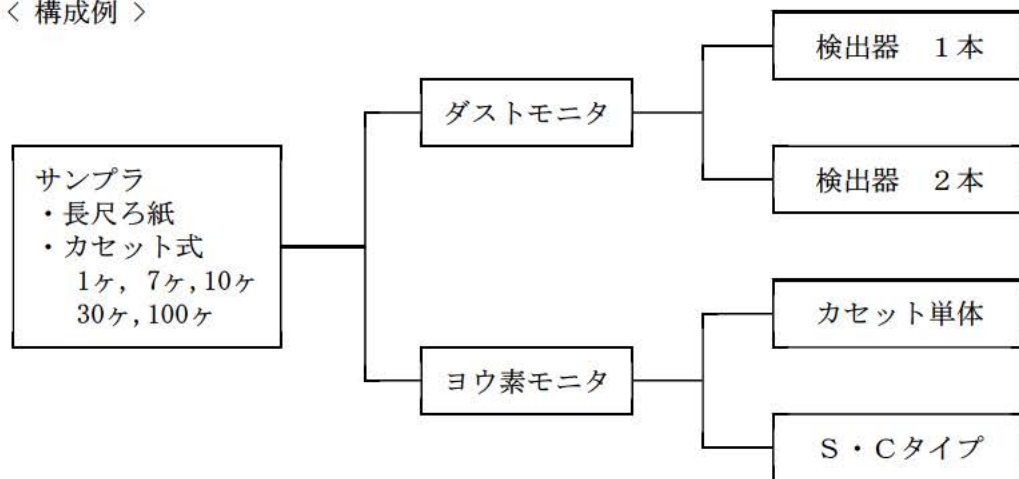 < 構成例 >
サンプラ
・長尺ろ紙
・カセット式
1ヶ, 7ヶ,10ヶ
30ヶ,100ヶ
ダストモニタ
検出器 1本
検出器 2本
ヨウ素モニタ
カセット単体
S・Cタイプ